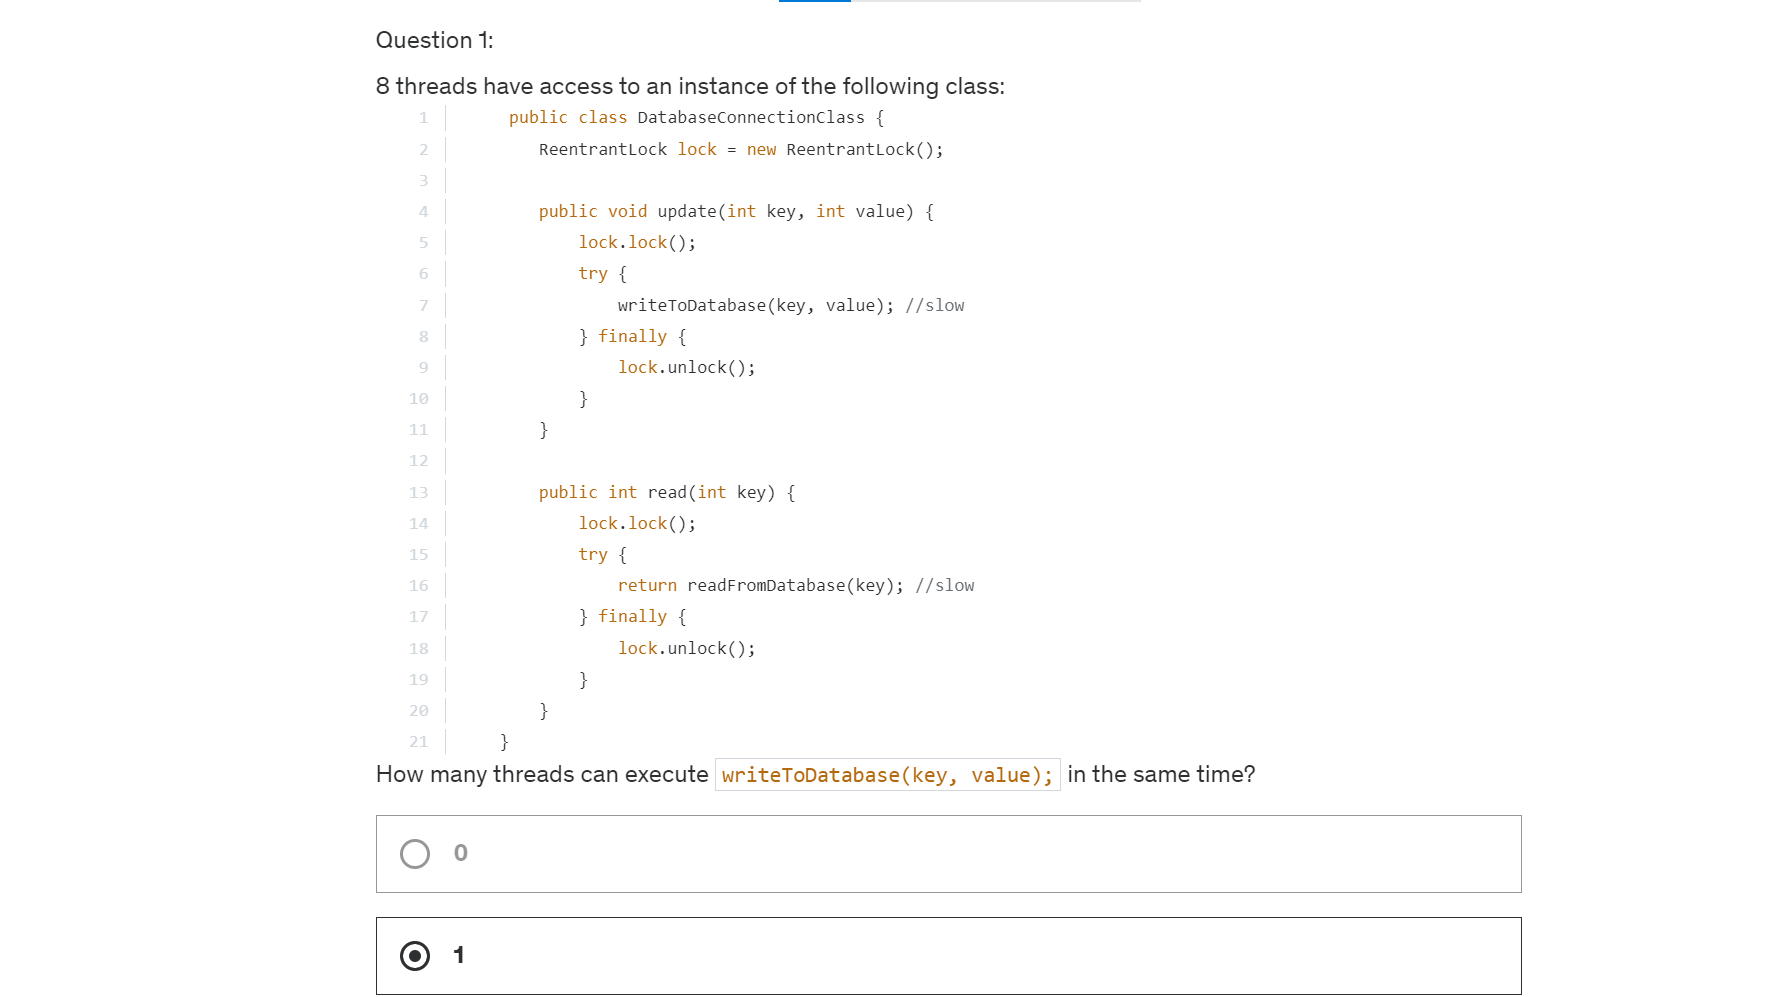 Question 1:
8 threads have access to an instance of the following class:
1 public class DatabaseConnectionClass {
2 ReentrantLock lock = new ReentrantLock();
3
4 public void update(int key, int value) {
5 lock.lock();
6 try {
7 writeToDatabase(key, value); //slow
8 } finally {
9 lock.unlock();
10 }
11 }
12
13 public int read(int key) {
14 lock.lock();
15 try {
16 return readFromDatabase(key); //slow
17 } finally {
18 lock.unlock();
19 }
20 }
21 }
How many threads can execute writeToDatabase(key, value); in the same time?
0
1